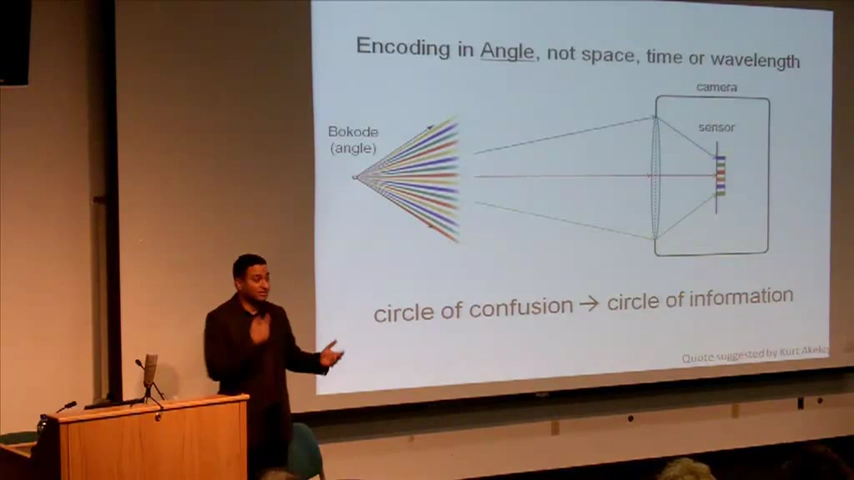 Encoding in Angle, not space, time or wavelength
camera
Bokode
(angle)
sensor
circle of confusion → circle of information
Quote suggested by Kurt Akeley